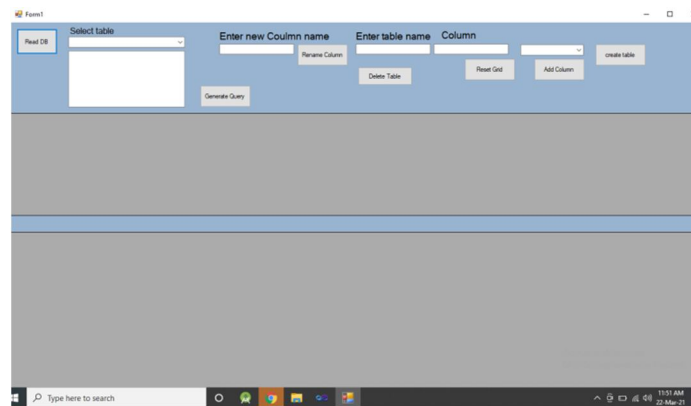 Form1
Read DB
Select table
Enter new Coulmn name
Rename Column
Generate Query
Enter table name
Delete Table
Column
Reset Grid
Add Column
create table
Type here to search
11:51 AM
22-Mar-21